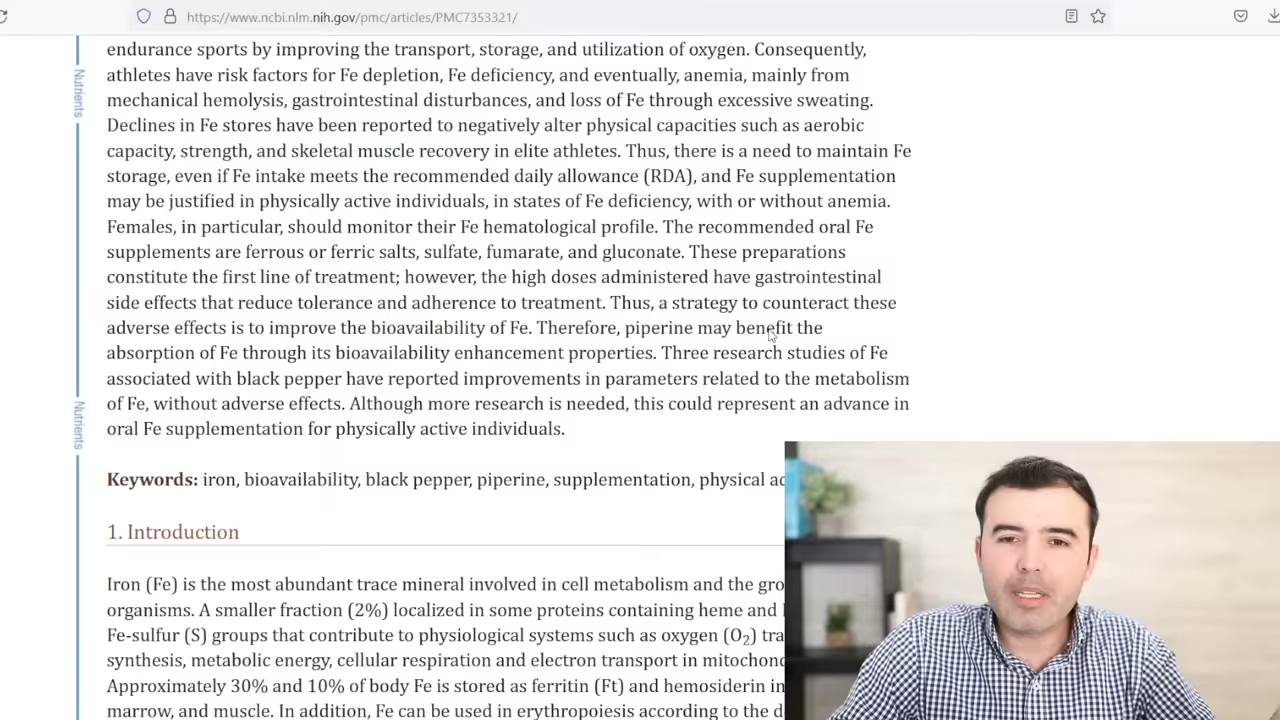 https://www.ncbi.nlm.nih.gov/pmc/articles/PMC7353321/
endurance sports by improving the transport, storage, and utilization of oxygen. Consequently,
athletes have risk factors for Fe depletion, Fe deficiency, and eventually, anemia, mainly from
mechanical hemolysis, gastrointestinal disturbances, and loss of Fe through excessive sweating.
Declines in Fe stores have been reported to negatively alter physical capacities such as aerobic
capacity, strength, and skeletal muscle recovery in elite athletes. Thus, there is a need to maintain Fe
storage, even if Fe intake meets the recommended daily allowance (RDA), and Fe supplementation
may be justified in physically active individuals, in states of Fe deficiency, with or without anemia.
Females, in particular, should monitor their Fe hematological profile. The recommended oral Fe
supplements are ferrous or ferric salts, sulfate, fumarate, and gluconate. These preparations
constitute the first line of treatment; however, the high doses administered have gastrointestinal
side effects that reduce tolerance and adherence to treatment. Thus, a strategy to counteract these
adverse effects is to improve the bioavailability of Fe. Therefore, piperine may benefit the
absorption of Fe through its bioavailability enhancement properties. Three research studies of Fe
associated with black pepper have reported improvements in parameters related to the metabolism
of Fe, without adverse effects. Although more research is needed, this could represent an advance in
oral Fe supplementation for physically active individuals.
Keywords: iron, bioavailability, black pepper, piperine, supplementation, physical ac
1. Introduction
Iron (Fe) is the most abundant trace mineral involved in cell metabolism and the gro
organisms. A smaller fraction (2%) localized in some proteins containing heme and
Fe-sulfur (S) groups that contribute to physiological systems such as oxygen (O2) tra
synthesis, metabolic energy, cellular respiration and electron transport in mitochond
Approximately 30% and 10% of body Fe is stored as ferritin (Ft) and hemosiderin in
marrow, and muscle. In addition, Fe can be used in erythropoiesis according to the d
Nutrients
Nutrients